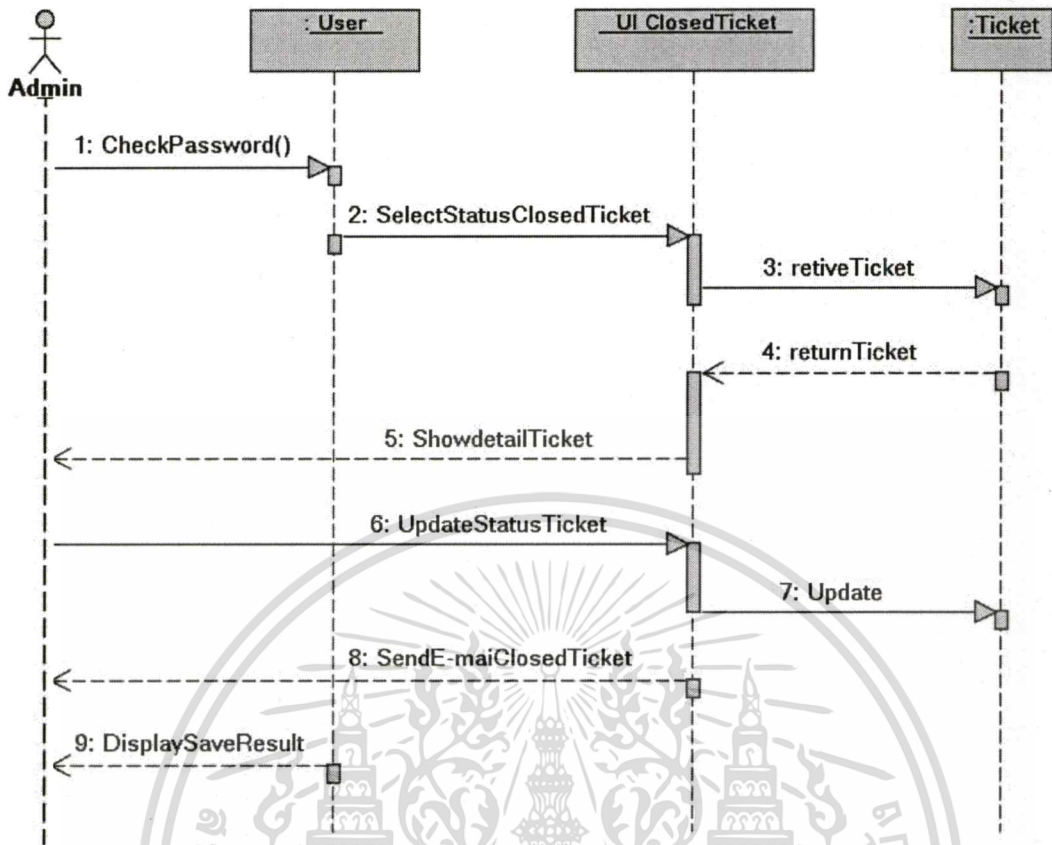 : User
UI ClosedTicket
:Ticket
Admin
1: CheckPassword()
2: SelectStatusClosedTicket
3: retiveTicket
4: returnTicket
5: ShowdetailTicket
6: UpdateStatusTicket
7: Update
8: SendE-maiClosedTicket
9: DisplaySaveResult